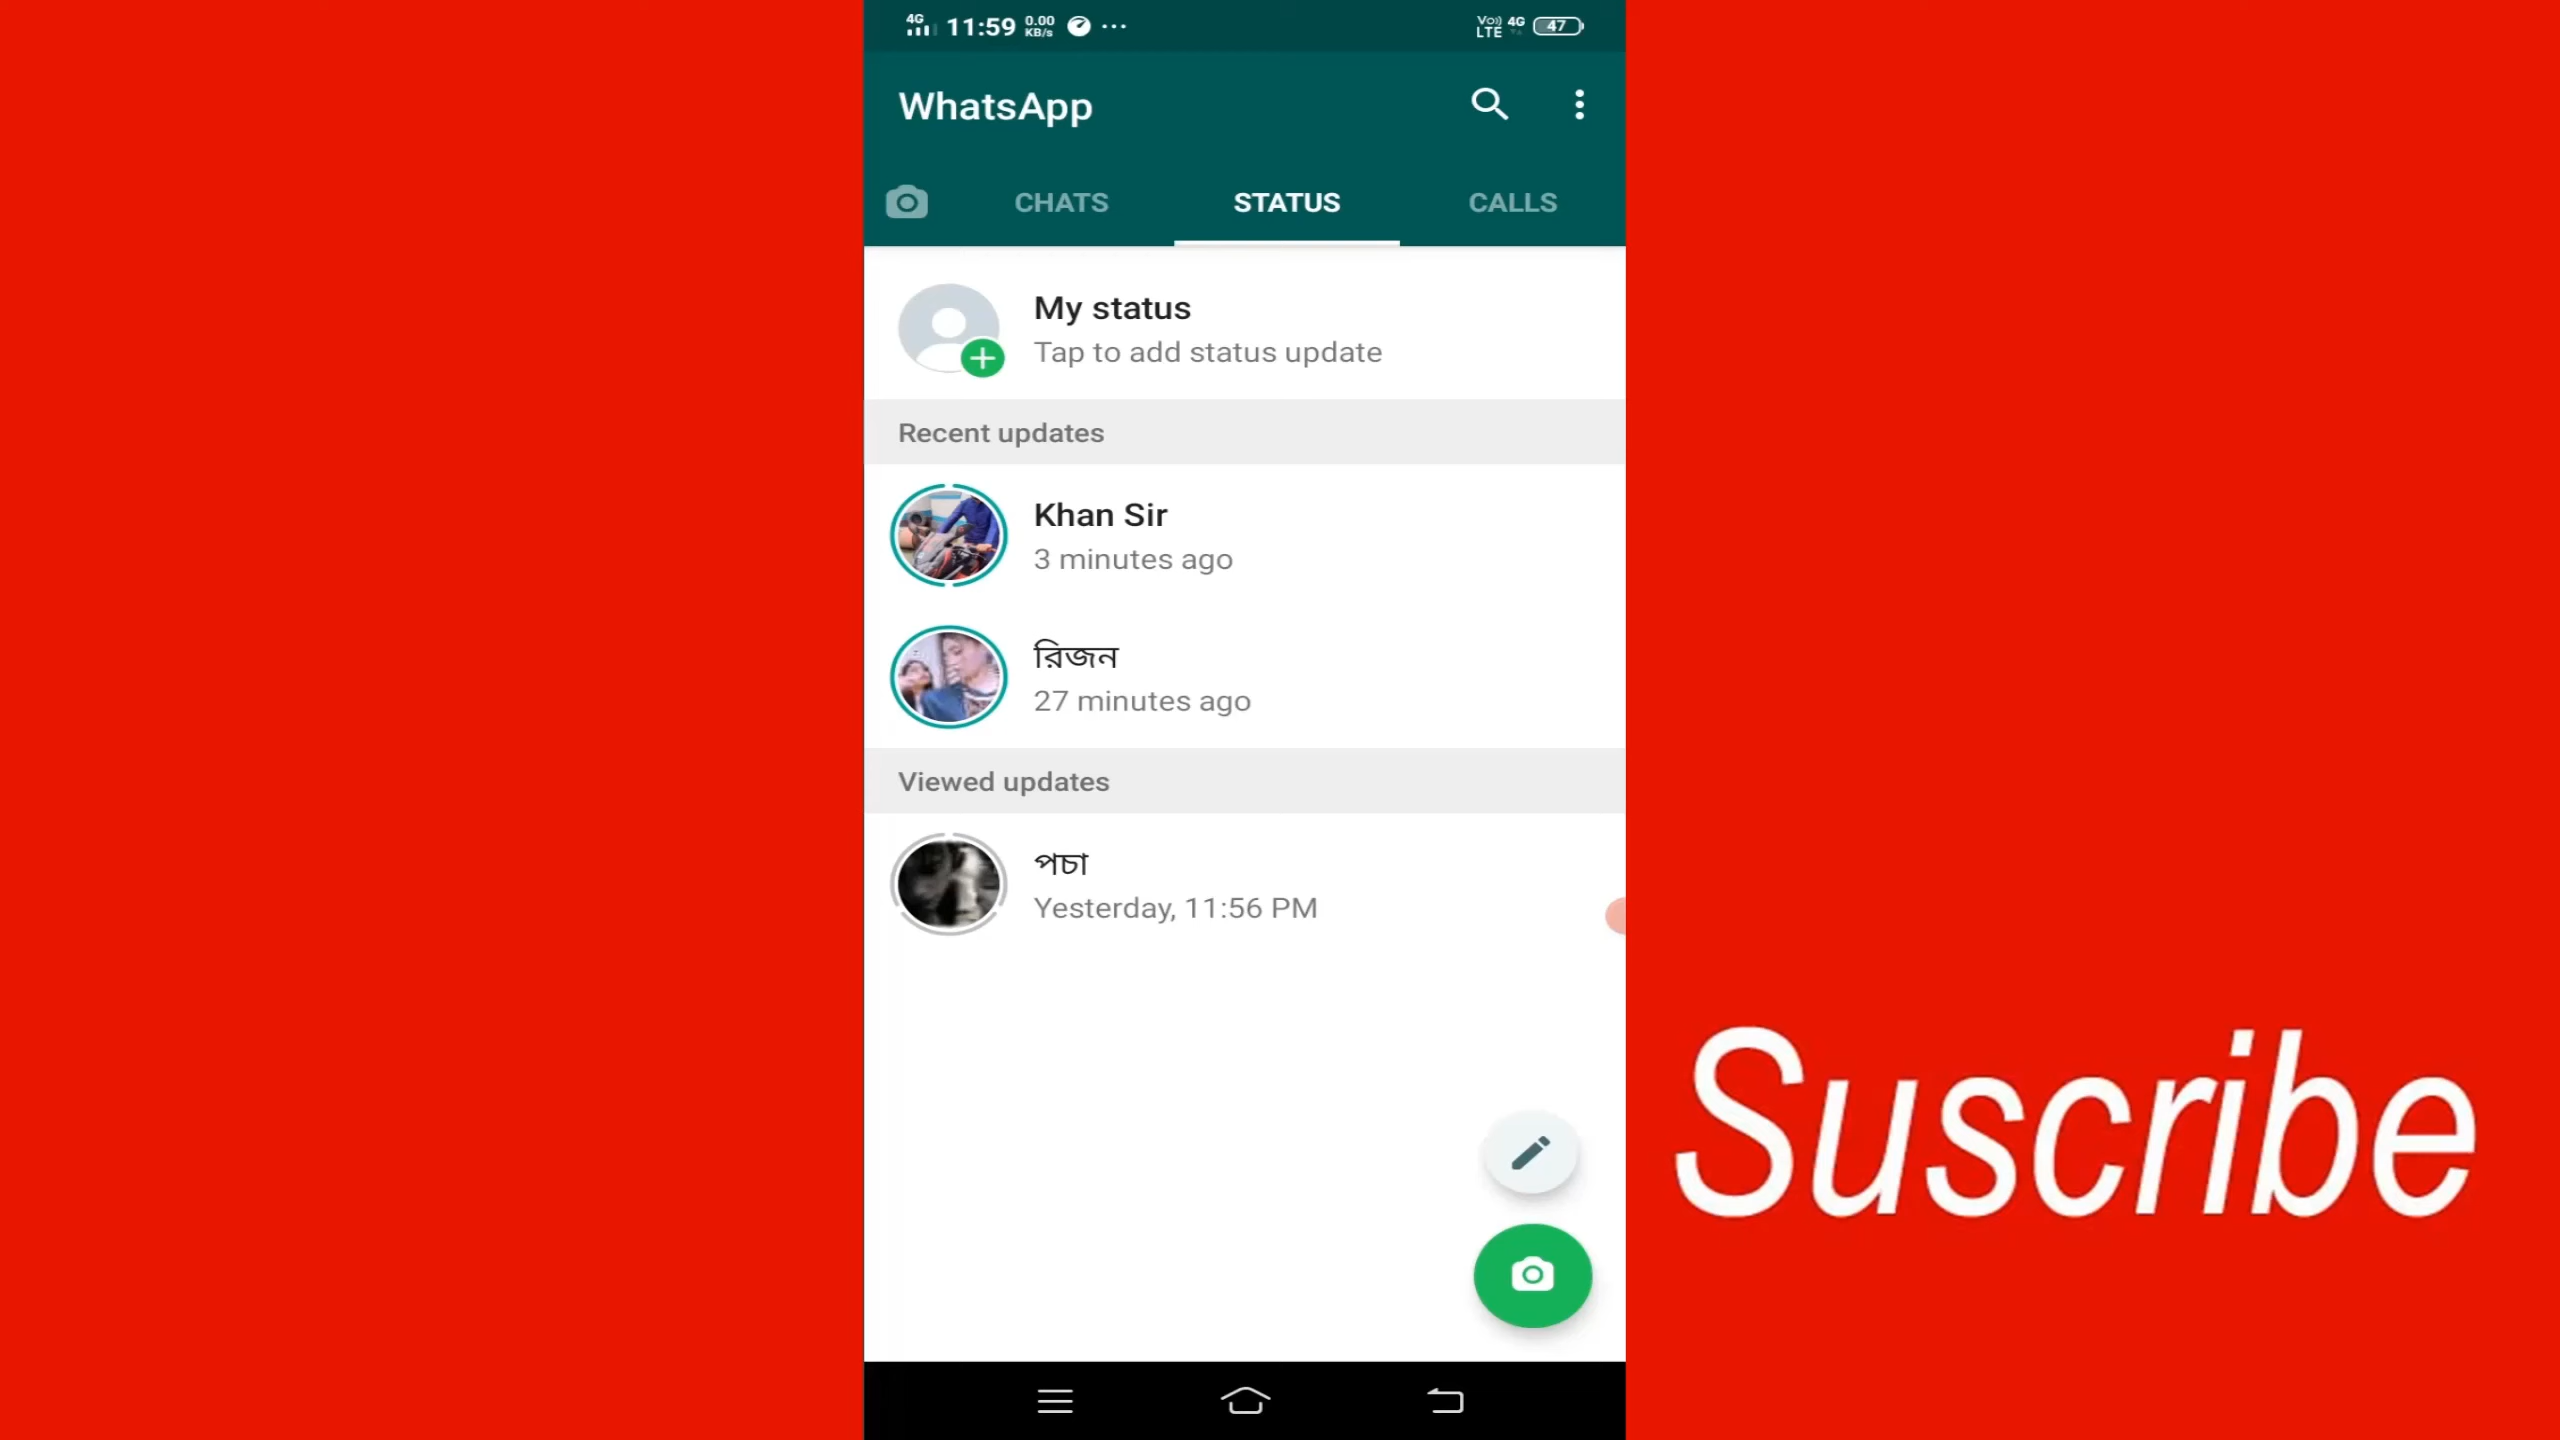 4G 11:59 0.00 KB/s ... Vo)) LTE 4G 47
WhatsApp
CHATS STATUS CALLS
My status
Tap to add status update
Recent updates
Khan Sir
3 minutes ago
রিজন
27 minutes ago
Viewed updates
পচা
Yesterday, 11:56 PM
Suscribe